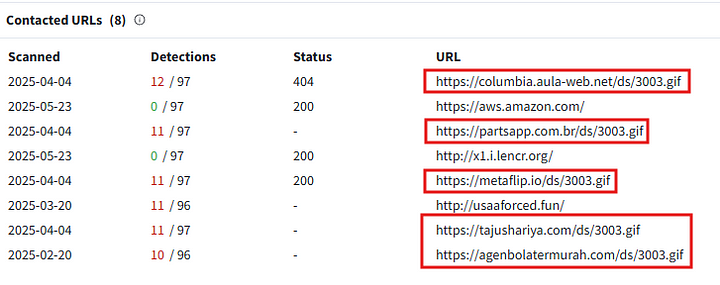 Contacted URLs (8)
Scanned Detections Status URL
2025-04-04 12 / 97 404 https://columbia.aula-web.net/ds/3003.gif
2025-05-23 0 / 97 200 https://aws.amazon.com/
2025-04-04 11 / 97 - https://partsapp.com.br/ds/3003.gif
2025-05-23 0 / 97 200 http://x1.i.lencr.org/
2025-04-04 11 / 97 200 https://metaflip.io/ds/3003.gif
2025-03-20 11 / 96 - http://usaaforced.fun/
2025-04-04 11 / 97 - https://tajushariya.com/ds/3003.gif
2025-02-20 10 / 96 - https://agenbolatermurah.com/ds/3003.gif